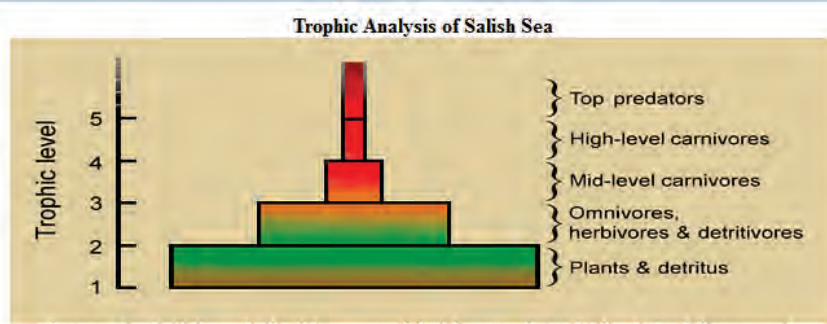 Trophic Analysis of Salish Sea
Top predators
5
High-level carnivores
4
Mid-level carnivores
3
Omnivores,
herbivores & detritivores
2
Plants & detritus
1
Trophic level